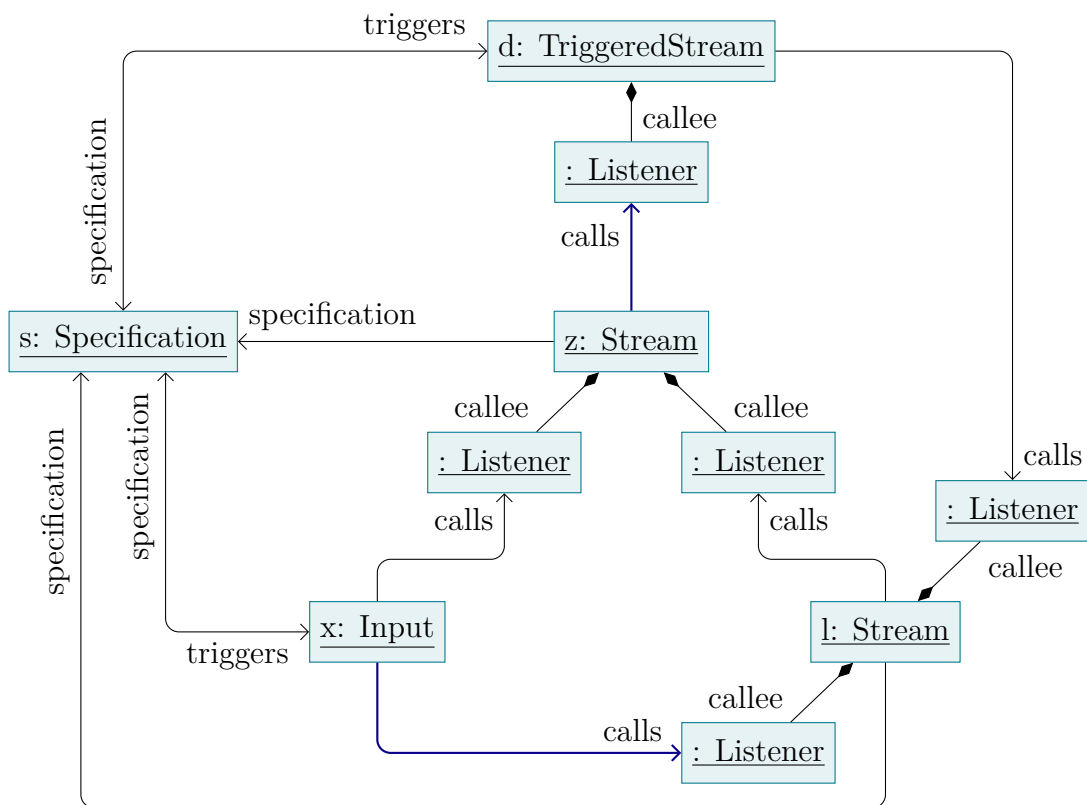 triggers
d: TriggeredStream
callee
specification
: Listener
calls
specification
s: Specification
z: Stream
callee
callee
specification
specification
: Listener
: Listener
calls
calls
calls
: Listener
callee
x: Input
triggers
l: Stream
callee
calls
: Listener